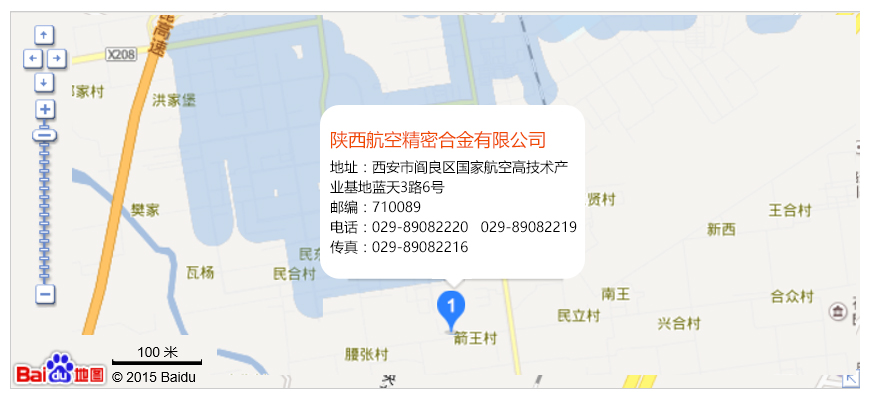 X208
高速
家村
洪家堡
陕西航空精密合金有限公司
地址：西安市阎良区国家航空高技术产
业基地蓝天3路6号
邮编：710089
电话：029-89082220 029-89082219
传真：029-89082216
樊家
贤村
王合村
新西
民东
瓦杨
民合村
南王
合众村
1
民立村
兴合村
箭王村
腰张村
100 米
Bai du 地图
© 2015 Baidu